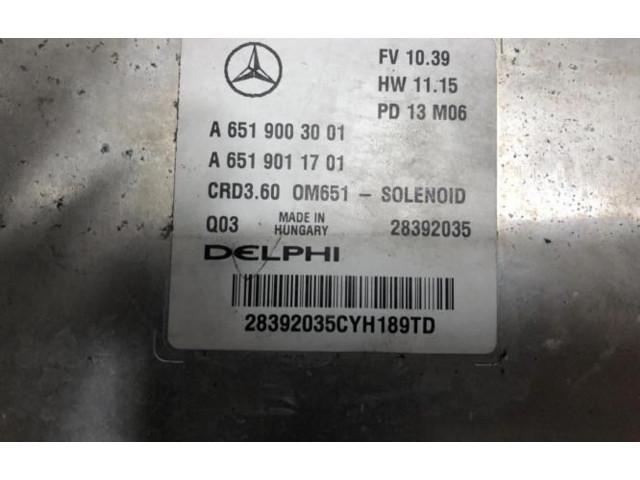 FV 10.39
HW 11.15
PD 13 M06
A 651 900 30 01
A 651 901 17 01
CRD3.60 OM651 - SOLENOID
Q03 MADE IN HUNGARY 28392035
DELPHI
28392035CYH189TD